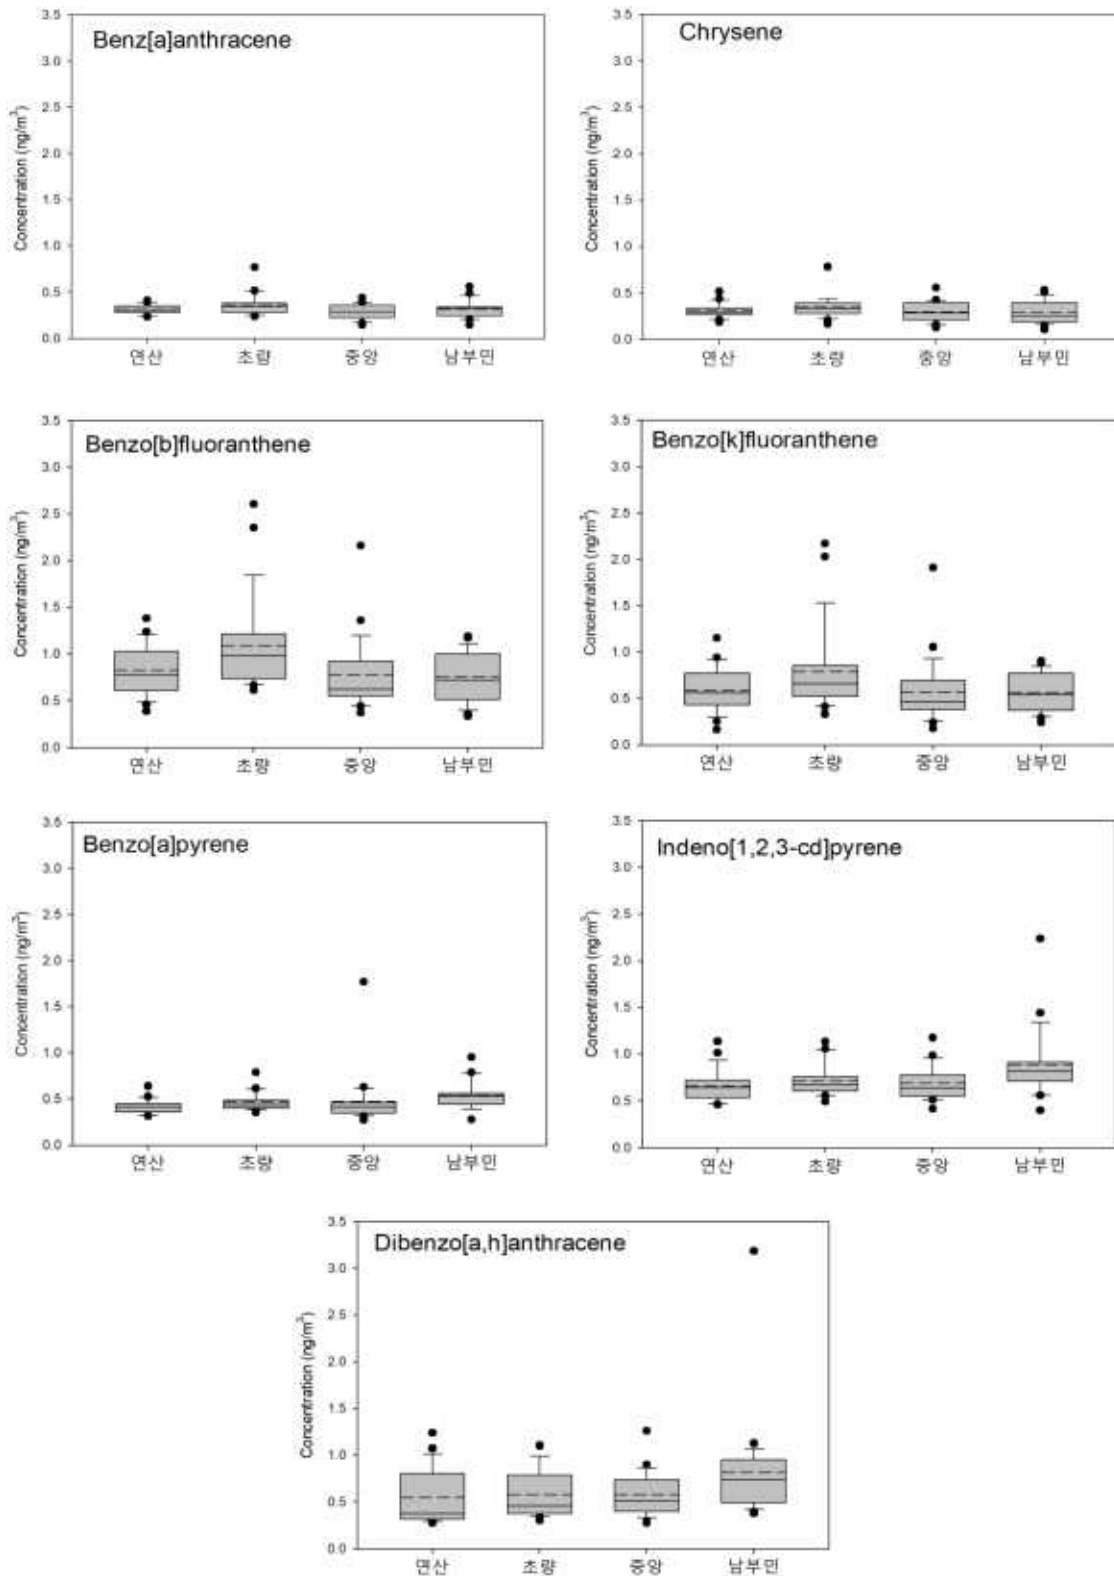 Benz[a]anthracene
Concentration (ng/m³)
3.5
3.0
2.5
2.0
1.5
1.0
0.5
0.0
연산 초량 중앙 남부민
Chrysene
Concentration (ng/m³)
3.5
3.0
2.5
2.0
1.5
1.0
0.5
0.0
연산 초량 중앙 남부민
Benzo[b]fluoranthene
Concentration (ng/m³)
3.5
3.0
2.5
2.0
1.5
1.0
0.5
0.0
연산 초량 중앙 남부민
Benzo[k]fluoranthene
Concentration (ng/m³)
3.5
3.0
2.5
2.0
1.5
1.0
0.5
0.0
연산 초량 중앙 남부민
Benzo[a]pyrene
Concentration (ng/m³)
3.5
3.0
2.5
2.0
1.5
1.0
0.5
0.0
연산 초량 중앙 남부민
Indeno[1,2,3-cd]pyrene
Concentration (ng/m³)
3.5
3.0
2.5
2.0
1.5
1.0
0.5
0.0
연산 초량 중앙 남부민
Dibenzo[a,h]anthracene
Concentration (ng/m³)
3.5
3.0
2.5
2.0
1.5
1.0
0.5
0.0
연산 초량 중앙 남부민